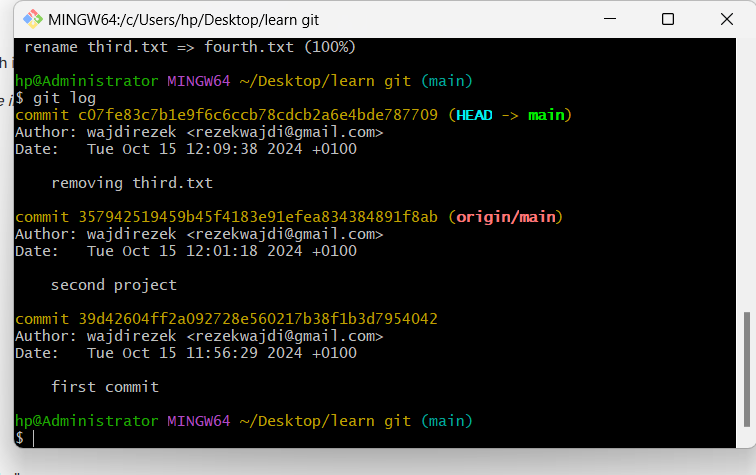 MINGW64:/c/Users/hp/Desktop/learn git
rename third.txt => fourth.txt (100%)
hp@Administrator MINGW64 ~/Desktop/learn git (main)
$ git log
commit c07fe83c7b1e9f6c6ccb78cdcb2a6e4bde787709 (HEAD -> main)
Author: wajdirezek <rezekwajdi@gmail.com>
Date:   Tue Oct 15 12:09:38 2024 +0100
removing third.txt
commit 357942519459b45f4183e91efea834384891f8ab (origin/main)
Author: wajdirezek <rezekwajdi@gmail.com>
Date:   Tue Oct 15 12:01:18 2024 +0100
second project
commit 39d42604ff2a092728e560217b38f1b3d7954042
Author: wajdirezek <rezekwajdi@gmail.com>
Date:   Tue Oct 15 11:56:29 2024 +0100
first commit
hp@Administrator MINGW64 ~/Desktop/learn git (main)
$